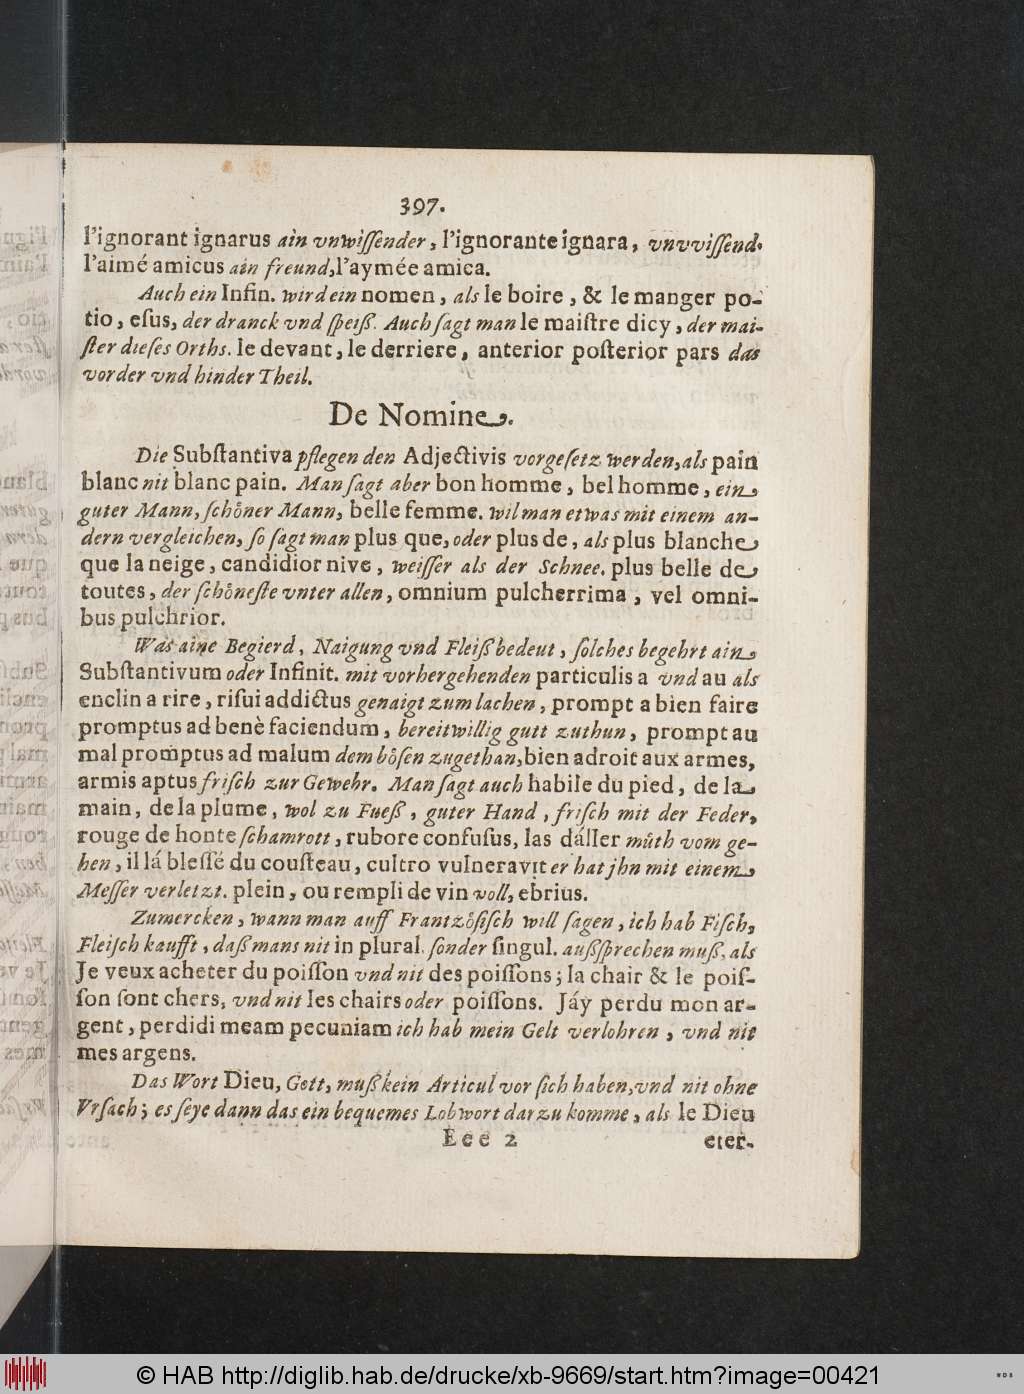 397.
l'ignorant ignarus ain vnwiſſender, l'ignorante ignara, vnvviſſend.
l'aimé amicus ain freund, l'aymée amica.
Auch ein Infin. wird ein nomen, als le boire, & le manger po-
tio, eſus, der dranck vnd ſpeiß. Auch ſagt man le maiſtre dicy, der mai-
ſter dieſes Orths. le devant, le derriere, anterior poſterior pars das
vorder vnd hinder Theil.
De Nomine.
Die Subſtantiva pflegen den Adjectivis vorgeſetz werden, als pain
blanc nit blanc pain. Man ſagt aber bon homme, bel homme, ein
guter Mann, ſchöner Mann, belle femme. wil man etwas mit einem an-
dern vergleichen, ſo ſagt man plus que, oder plus de, als plus blanche
que la neige, candidior nive, weiſſer als der Schnee. plus belle de
toutes, der ſchöneſte vnter allen, omnium pulcherrima, vel omni-
bus pulchrior.
Was aine Begierd, Naigung vnd Fleiß bedeut, ſolches begehrt ain
Subſtantivum oder Infinit. mit vorhergehenden particulis a vnd au als
enclin a rire, riſui addictus genaigt zum lachen, prompt a bien faire
promptus ad benè faciendum, bereitwillig gutt zuthun, prompt au
mal promptus ad malum dem böſen zugethan, bien adroit aux armes,
armis aptus friſch zur Gewehr. Man ſagt auch habile du pied, de la
main, de la plume, wol zu Fueß, guter Hand, friſch mit der Feder,
rouge de honte ſchamrott, rubore confuſus, las dáller müth vom ge-
hen, il lá bleſſé du couſteau, cultro vulneravit er hat jhn mit einem
Meſſer verletzt. plein, ou rempli de vin voll, ebrius.
Zumercken, wann man auff Frantzöſiſch will ſagen, ich hab Fiſch,
Fleiſch kaufft, daß mans nit in plural. ſonder ſingul. außſprechen muß, als
Je veux acheter du poiſſon vnd nit des poiſſons; la chair & le poiſ-
ſon ſont chers, vnd nit les chairs oder poiſſons. Jáy perdu mon ar-
gent, perdidi meam pecuniam ich hab mein Gelt verlohren, vnd nit
mes argens.
Das Wort Dieu, Gott, muß kein Articul vor ſich haben, vnd nit ohne
Vrſach; es ſeye dann das ein bequemes Lobwort darzu komme, als le Dieu
Eee 2
eter-
© HAB http://diglib.hab.de/drucke/xb-9669/start.htm?image=00421